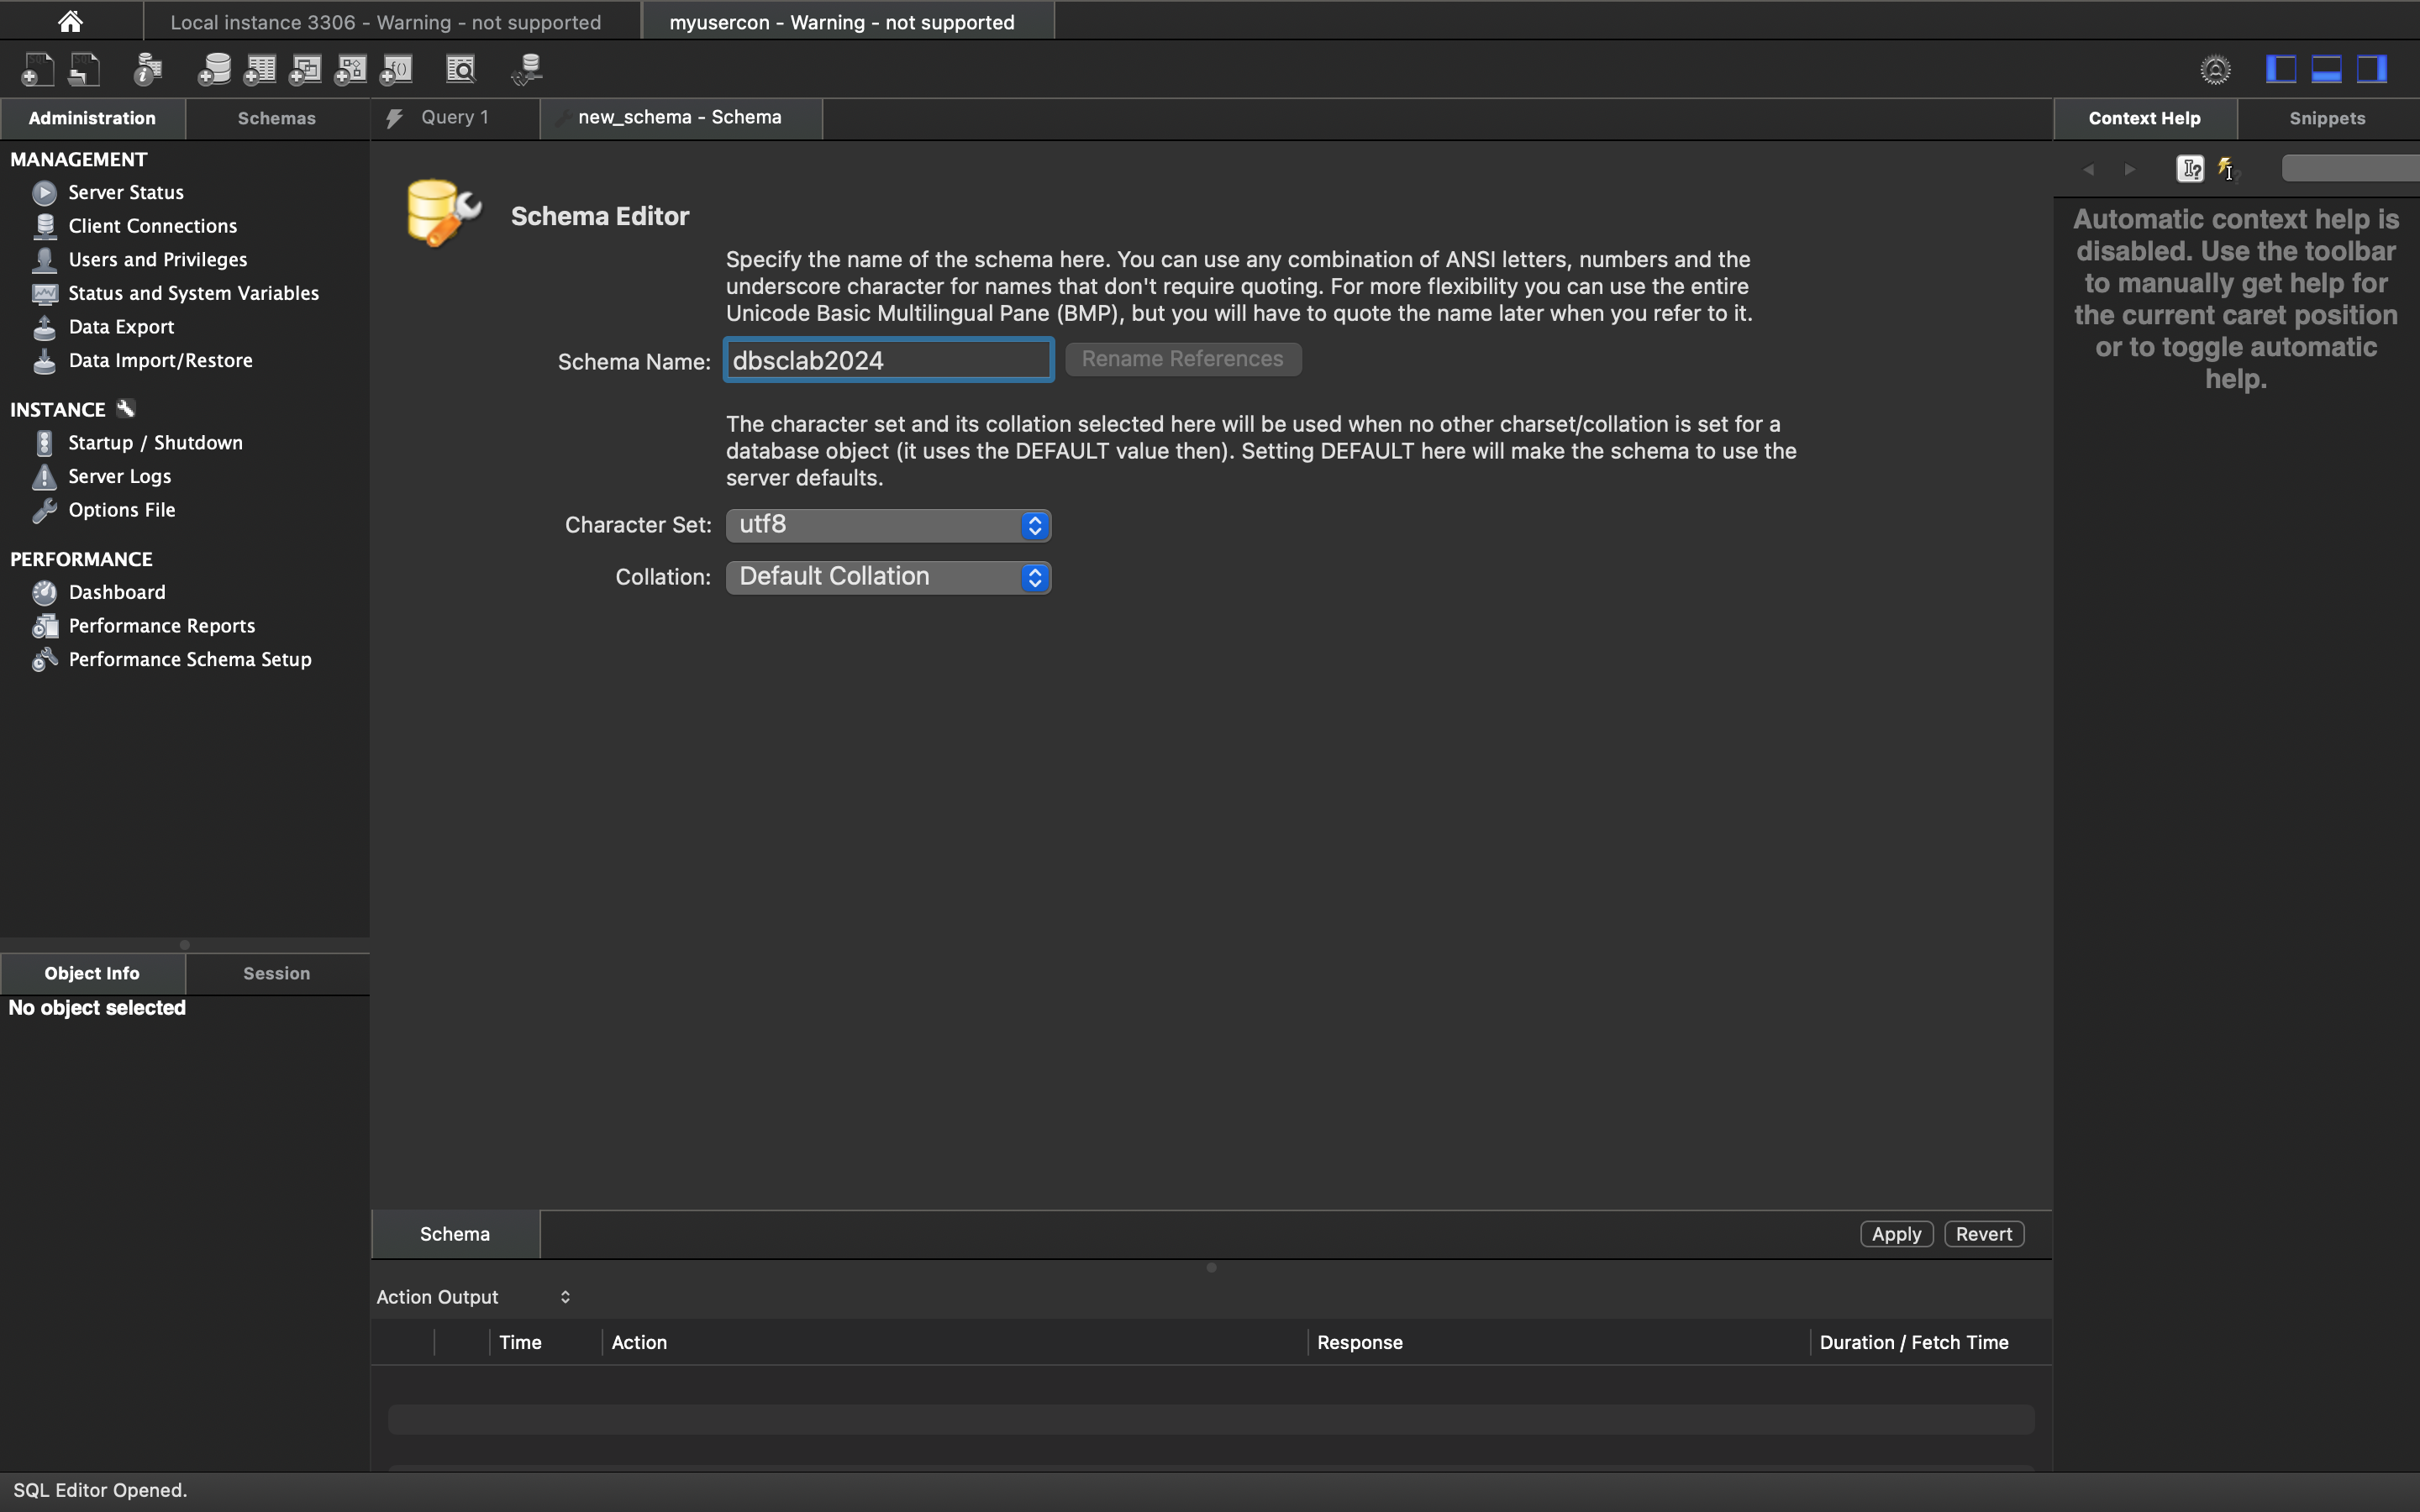 Local instance 3306 - Warning - not supported
myusercon - Warning - not supported
Administration
Schemas
Query 1
new_schema - Schema
Context Help
Snippets
MANAGEMENT
Server Status
Client Connections
Users and Privileges
Status and System Variables
Data Export
Data Import/Restore
INSTANCE
Startup / Shutdown
Server Logs
Options File
PERFORMANCE
Dashboard
Performance Reports
Performance Schema Setup
Object Info
Session
No object selected
Schema Editor
Specify the name of the schema here. You can use any combination of ANSI letters, numbers and the
underscore character for names that don't require quoting. For more flexibility you can use the entire
Unicode Basic Multilingual Pane (BMP), but you will have to quote the name later when you refer to it.
Schema Name: dbsclab2024 Rename References
The character set and its collation selected here will be used when no other charset/collation is set for a
database object (it uses the DEFAULT value then). Setting DEFAULT here will make the schema to use the
server defaults.
Character Set: utf8
Collation: Default Collation
Schema
Apply
Revert
Action Output
Time
Action
Response
Duration / Fetch Time
Automatic context help is
disabled. Use the toolbar
to manually get help for
the current caret position
or to toggle automatic
help.
SQL Editor Opened.